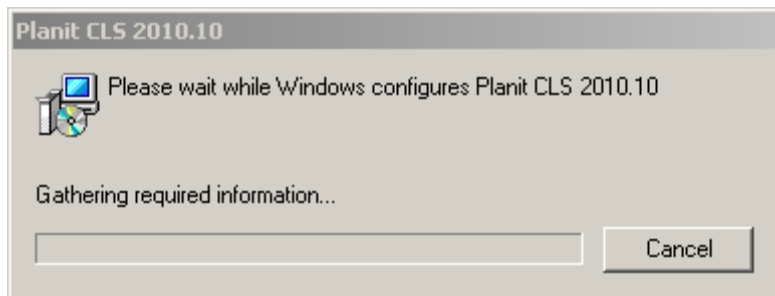 Planit CLS 2010.10
Please wait while Windows configures Planit CLS 2010.10
Gathering required information...
Cancel